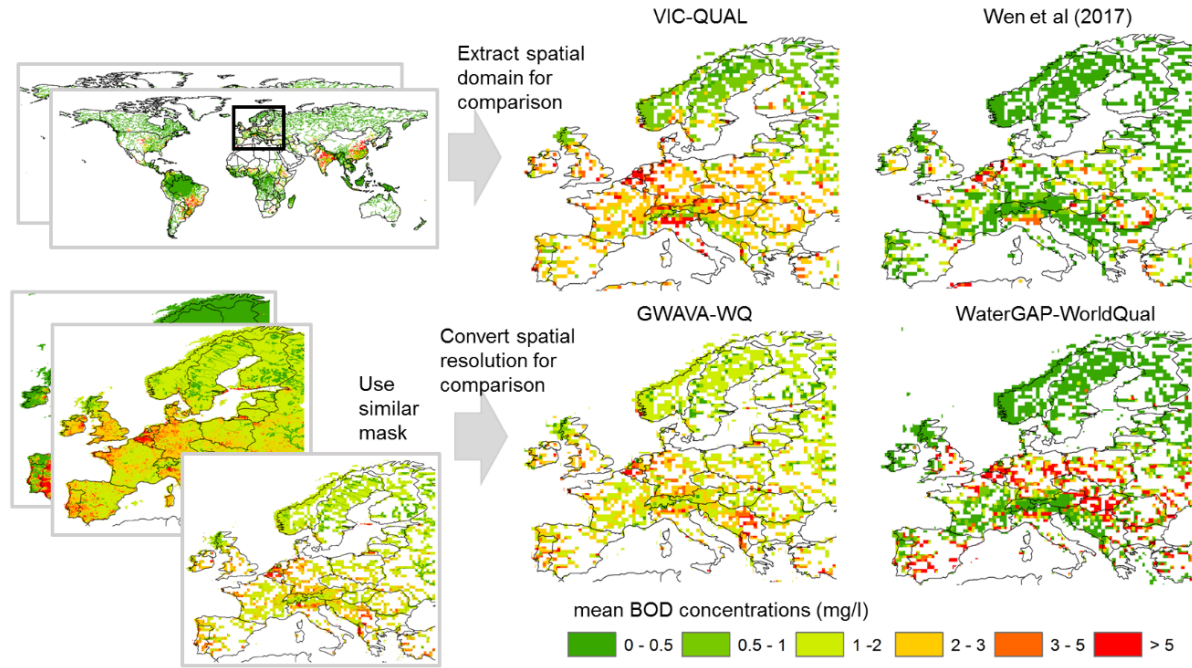 VIC-QUAL
Wen et al (2017)
Extract spatial
domain for
comparison
GWAVA-WQ
WaterGAP-WorldQual
Convert spatial
resolution for
comparison
Use
similar
mask
mean BOD concentrations (mg/l)
0 - 0.5
0.5 - 1
1 -2
2 - 3
3 - 5
> 5